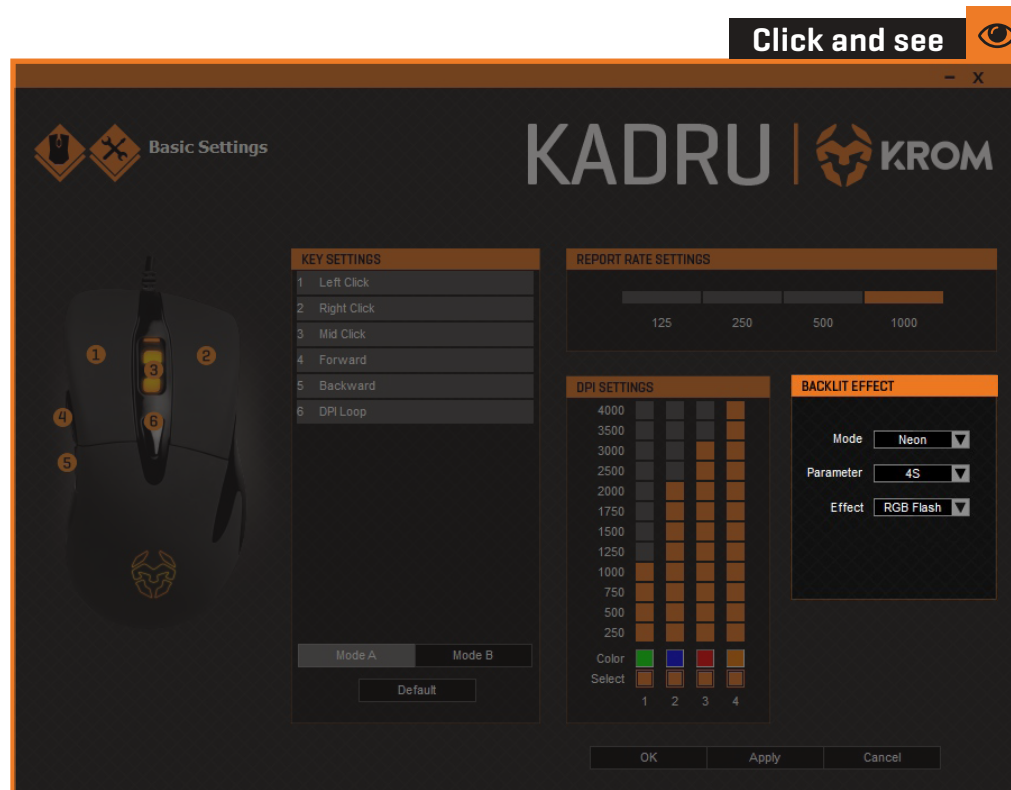 Click and see
– X
Basic Settings
KADRU
KROM
KEY SETTINGS
1 Left Click
2 Right Click
3 Mid Click
4 Forward
5 Backward
6 DPI Loop
1
2
3
4
6
5
Mode A
Mode B
Default
REPORT RATE SETTINGS
125 250 500 1000
DPI SETTINGS
4000
3500
3000
2500
2000
1750
1500
1250
1000
750
500
250
Color
Select
1 2 3 4
BACKLIT EFFECT
Mode Neon
Parameter 4S
Effect RGB Flash
OK
Apply
Cancel